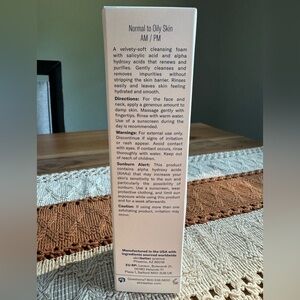 Normal to Oily Skin
AM / PM
A velvety-soft cleansing foam
with salicylic acid and alpha
hydroxy acids that renews and
purifies. Gently cleanses and
removes impurities without
stripping the skin barrier. Rinses
easily and leaves skin feeling
hydrated and smooth.
Directions: For the face and
neck, apply a generous amount to
damp skin. Massage gently with
fingertips. Rinse with warm water.
Use of a sunscreen during the
day is recommended.
Warnings: For external use only.
Discontinue if signs of irritation
or rash appear. Avoid contact
with eyes. If contact occurs, rinse
thoroughly with water. Keep out
of reach of children.
Sunburn Alert: This product
contains alpha hydroxy acids
(AHAs) that may increase your
skin's sensitivity to the sun and
particularly the possibility of
sunburn. Use a sunscreen, wear
protective clothing, and limit sun
exposure while using this product
and for a week afterwards.
Caution: If using more than one
exfoliating product, irritation may
occur.
Manufactured in the USA with
ingredients sourced worldwide
Phoenix, AZ